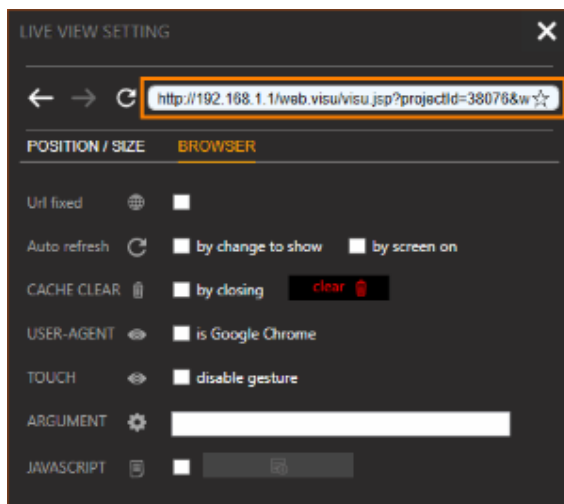 LIVE VIEW SETTING
http://192.168.1.1/web.visu/visu.jsp?projectId=38076&w
POSITION / SIZE BROWSER
Url fixed
Auto refresh by change to show by screen on
CACHE CLEAR by closing clear
USER-AGENT is Google Chrome
TOUCH disable gesture
ARGUMENT
JAVASCRIPT